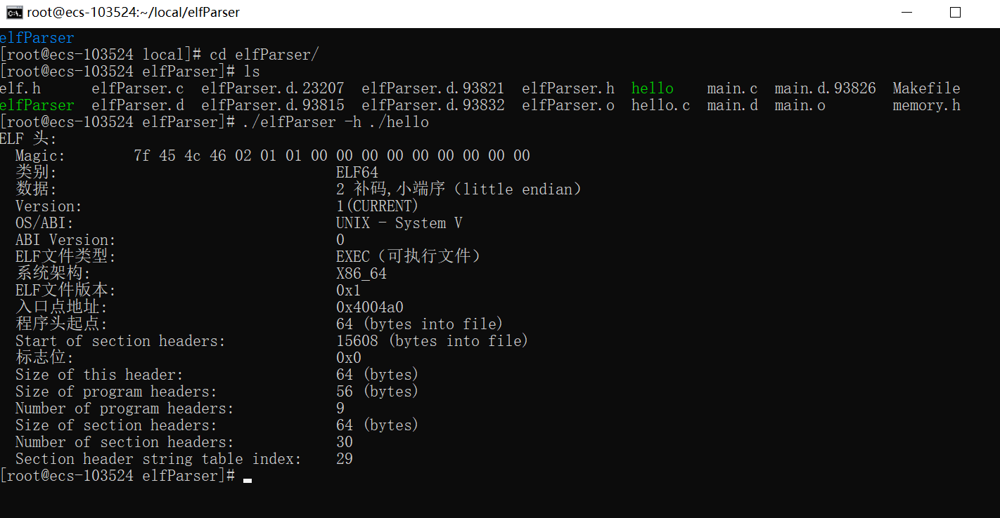 root@ecs-103524:~/local/elfParser
elfParser
[root@ecs-103524 local]# cd elfParser/
[root@ecs-103524 elfParser]# ls
elf.h      elfParser.c  elfParser.d.23207  elfParser.d.93821  elfParser.h  hello    main.c  main.d.93826  Makefile
elfParser  elfParser.d  elfParser.d.93815  elfParser.d.93832  elfParser.o  hello.c  main.d  main.o        memory.h
[root@ecs-103524 elfParser]# ./elfParser -h ./hello
ELF 头:
  Magic:        7f 45 4c 46 02 01 01 00 00 00 00 00 00 00 00 00
  类别:                                 ELF64
  数据:                                 2 补码,小端序（little endian）
  Version:                              1(CURRENT)
  OS/ABI:                               UNIX - System V
  ABI Version:                          0
  ELF文件类型:                          EXEC（可执行文件）
  系统架构:                             X86_64
  ELF文件版本:                          0x1
  入口点地址:                           0x4004a0
  程序头起点:                           64 (bytes into file)
  Start of section headers:             15608 (bytes into file)
  标志位:                               0x0
  Size of this header:                  64 (bytes)
  Size of program headers:              56 (bytes)
  Number of program headers:            9
  Size of section headers:              64 (bytes)
  Number of section headers:            30
  Section header string table index:    29
[root@ecs-103524 elfParser]#